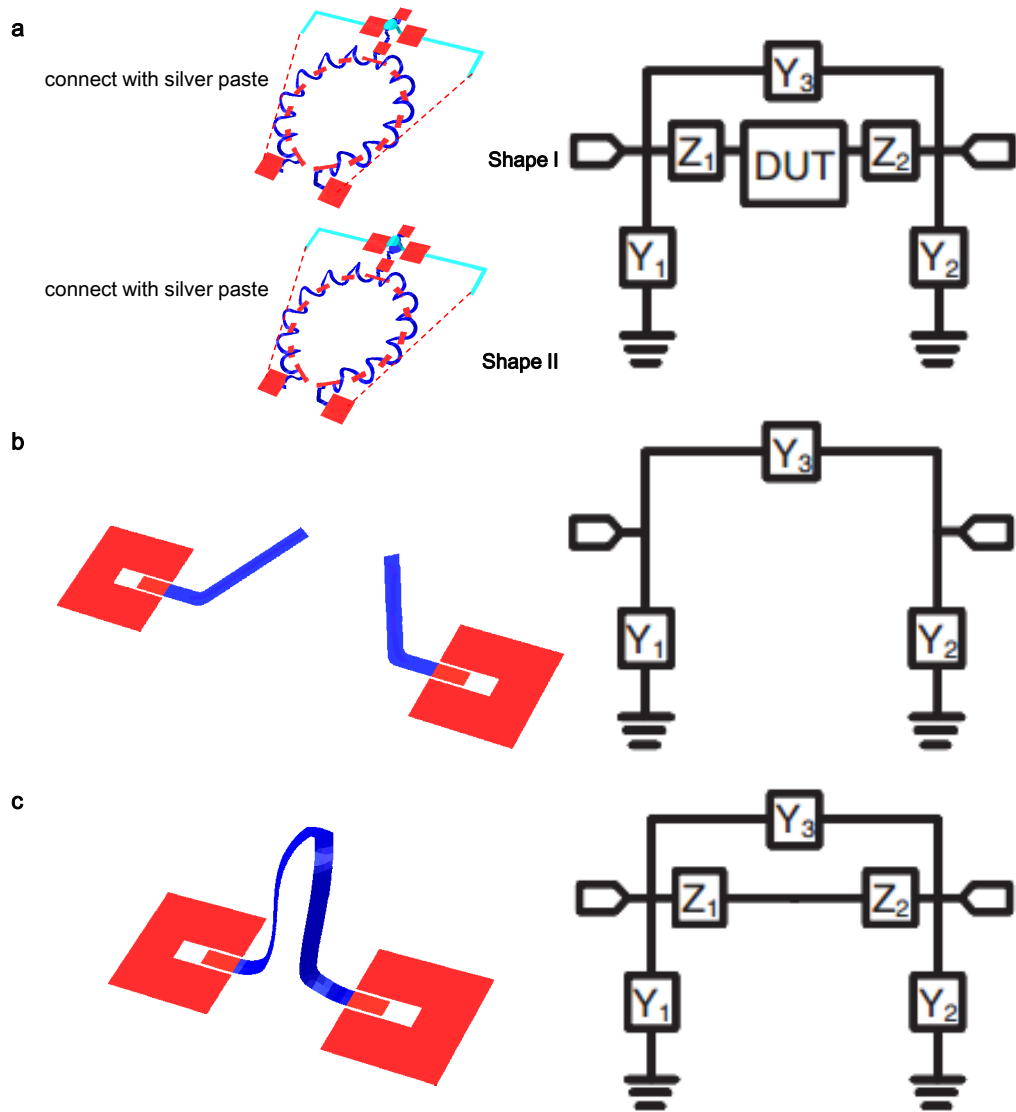 a
connect with silver paste
Shape I
connect with silver paste
Shape II
Y₃
Z₁
DUT
Z₂
Y₁
Y₂
b
Y₃
Y₁
Y₂
c
Y₃
Z₁
Z₂
Y₁
Y₂